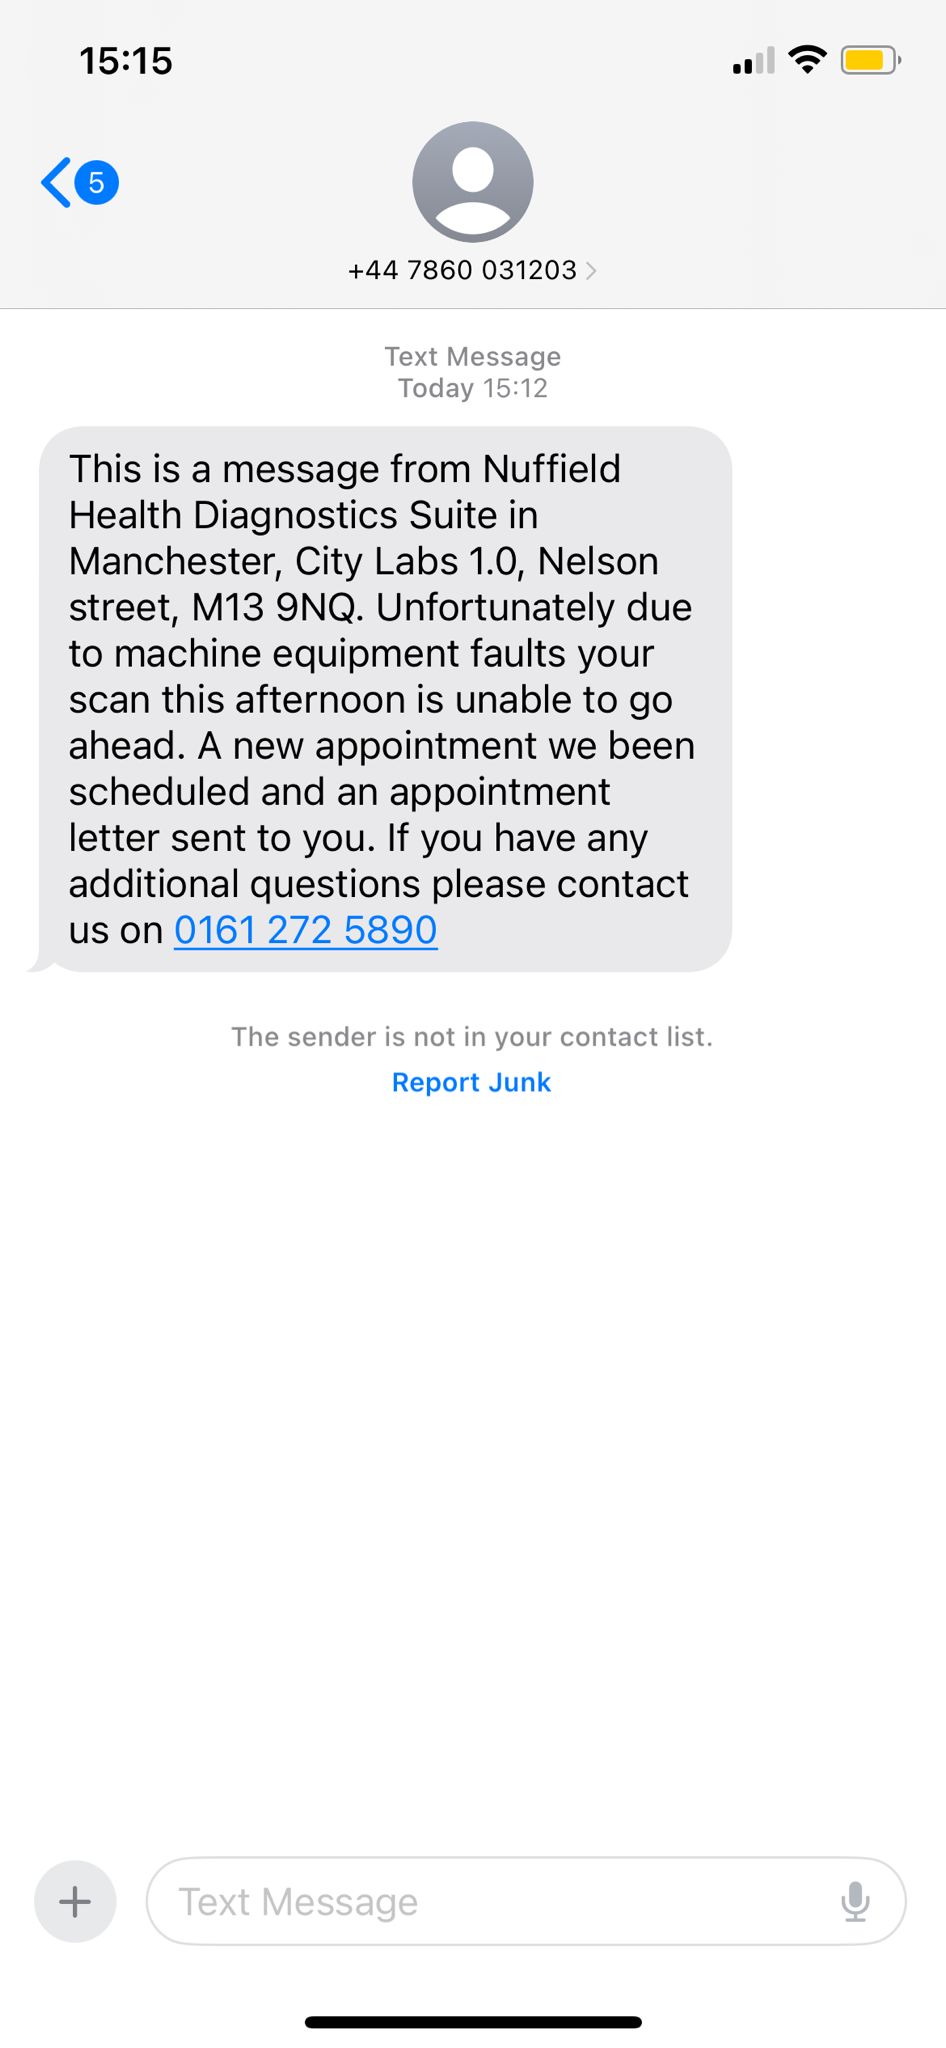 15:15
5
+44 7860 031203
Text Message
Today 15:12
This is a message from Nuffield
Health Diagnostics Suite in
Manchester, City Labs 1.0, Nelson
street, M13 9NQ. Unfortunately due
to machine equipment faults your
scan this afternoon is unable to go
ahead. A new appointment we been
scheduled and an appointment
letter sent to you. If you have any
additional questions please contact
us on 0161 272 5890
The sender is not in your contact list.
Report Junk
Text Message